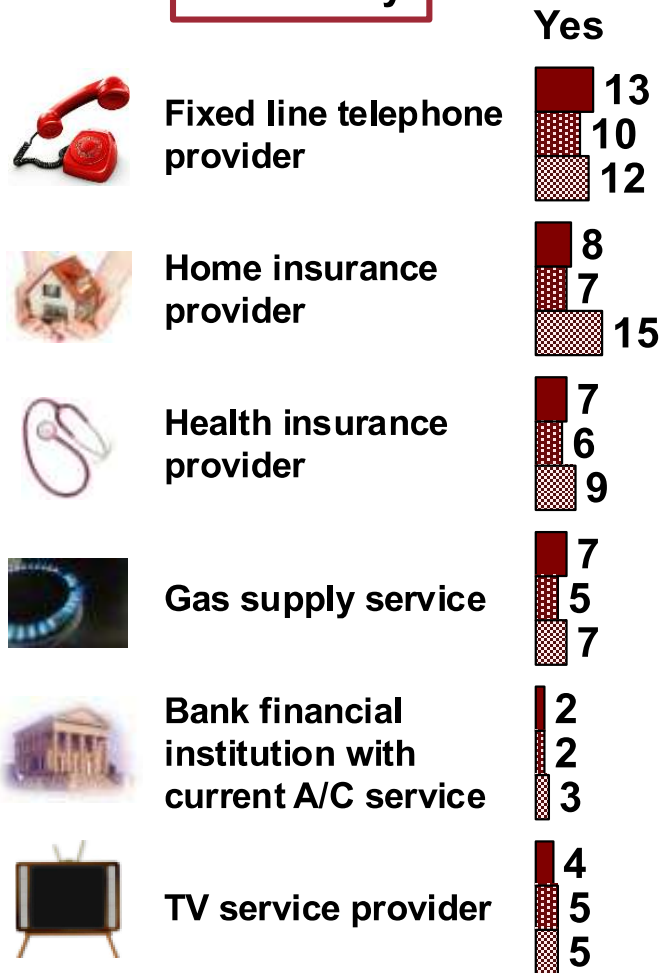 Yes
Fixed line telephone
provider
13
10
12
Home insurance
provider
8
7
15
Health insurance
provider
7
6
9
Gas supply service
7
5
7
Bank financial
institution with
current A/C service
2
2
3
TV service provider
4
5
5